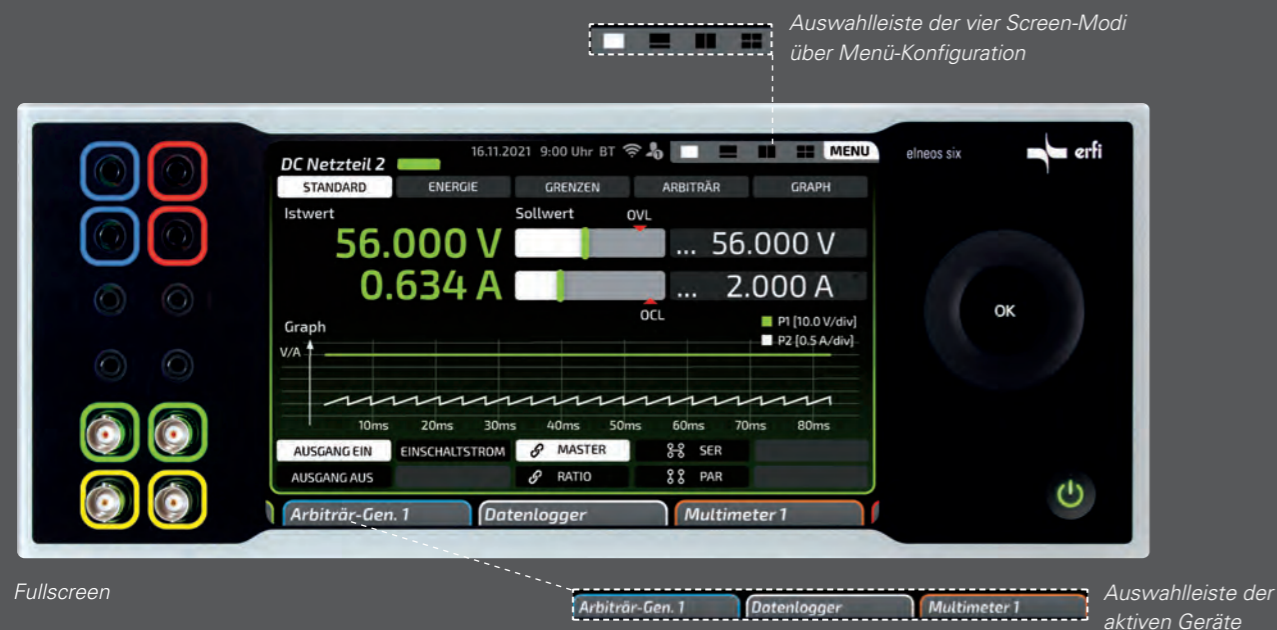 Auswahlleiste der vier Screen-Modi
über Menü-Konfiguration
DC Netzteil 2
16.11.2021 9:00 Uhr BT
MENU
elneos six
erfi
STANDARD
ENERGIE
GRENZEN
ARBITRÄR
GRAPH
Istwert
Sollwert
OVL
56.000 V
... 56.000 V
0.634 A
... 2.000 A
OCL
OK
Graph
P1 [10.0 V/div]
P2 [0.5 A/div]
V/A
10ms 20ms 30ms 40ms 50ms 60ms 70ms 80ms
AUSGANG EIN
EINSCHALTSTROM
MASTER
SER
AUSGANG AUS
RATIO
PAR
Arbiträr-Gen. 1
Datenlogger
Multimeter 1
Fullscreen
Arbiträr-Gen. 1
Datenlogger
Multimeter 1
Auswahlleiste der
aktiven Geräte